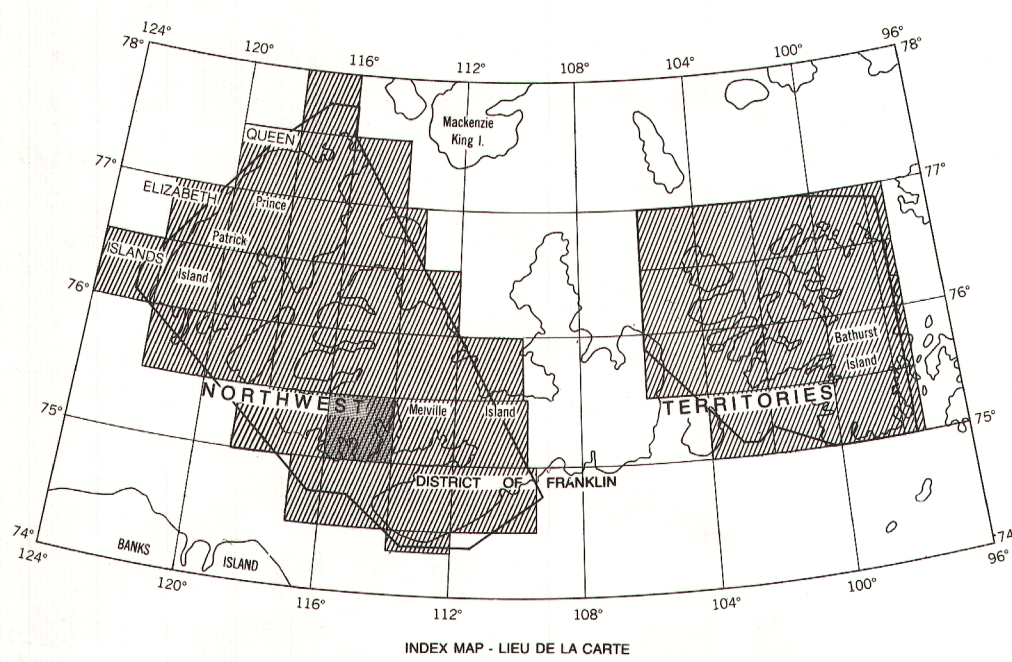 124°
120°
116°
112°
108°
104°
100°
96°
78°
78°
Mackenzie
King I.
QUEEN
77°
77°
ELIZABETH
Prince
Patrick
ISLANDS
Island
76°
76°
Bathurst
Island
NORTHWEST
TERRITORIES
Melville
Island
75°
75°
DISTRICT OF FRANKLIN
74°
74
124°
96°
BANKS
ISLAND
120°
116°
112°
108°
104°
100°
INDEX MAP - LIEU DE LA CARTE